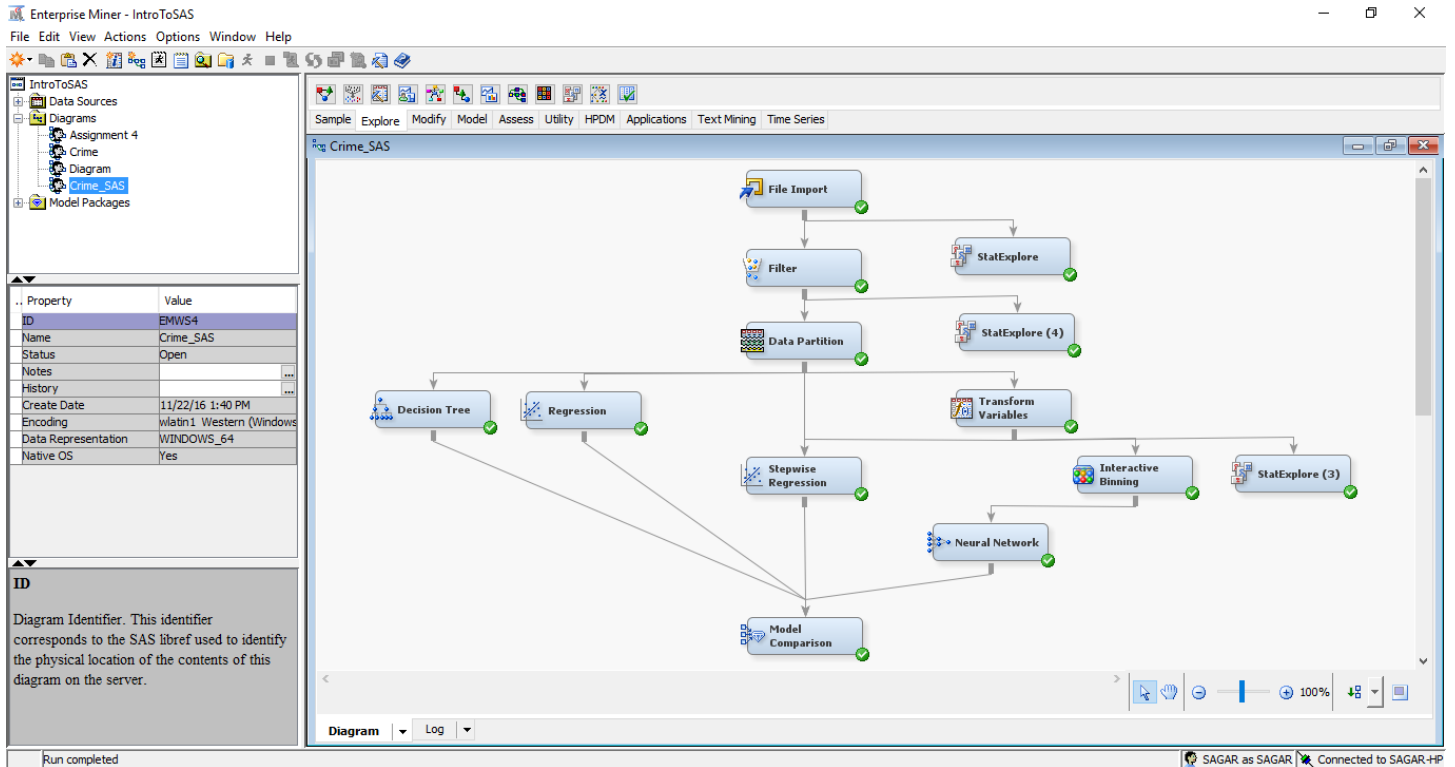 Enterprise Miner - IntroToSAS
File Edit View Actions Options Window Help
IntroToSAS
Data Sources
Diagrams
Assignment 4
Crime
Diagram
Crime_SAS
Model Packages
.. Property Value
ID EMWS4
Name Crime_SAS
Status Open
Notes ...
History ...
Create Date 11/22/16 1:40 PM
Encoding wlatin1 Western (Windows
Data Representation WINDOWS_64
Native OS Yes
ID
Diagram Identifier. This identifier
corresponds to the SAS libref used to identify
the physical location of the contents of this
diagram on the server.
Sample Explore Modify Model Assess Utility HPDM Applications Text Mining Time Series
Crime_SAS
File Import
StatExplore
Filter
StatExplore (4)
Data Partition
Decision Tree
Regression
Transform
Variables
Stepwise
Regression
Interactive
Binning
StatExplore (3)
Neural Network
Model
Comparison
100%
Diagram Log
Run completed
SAGAR as SAGAR Connected to SAGAR-HP